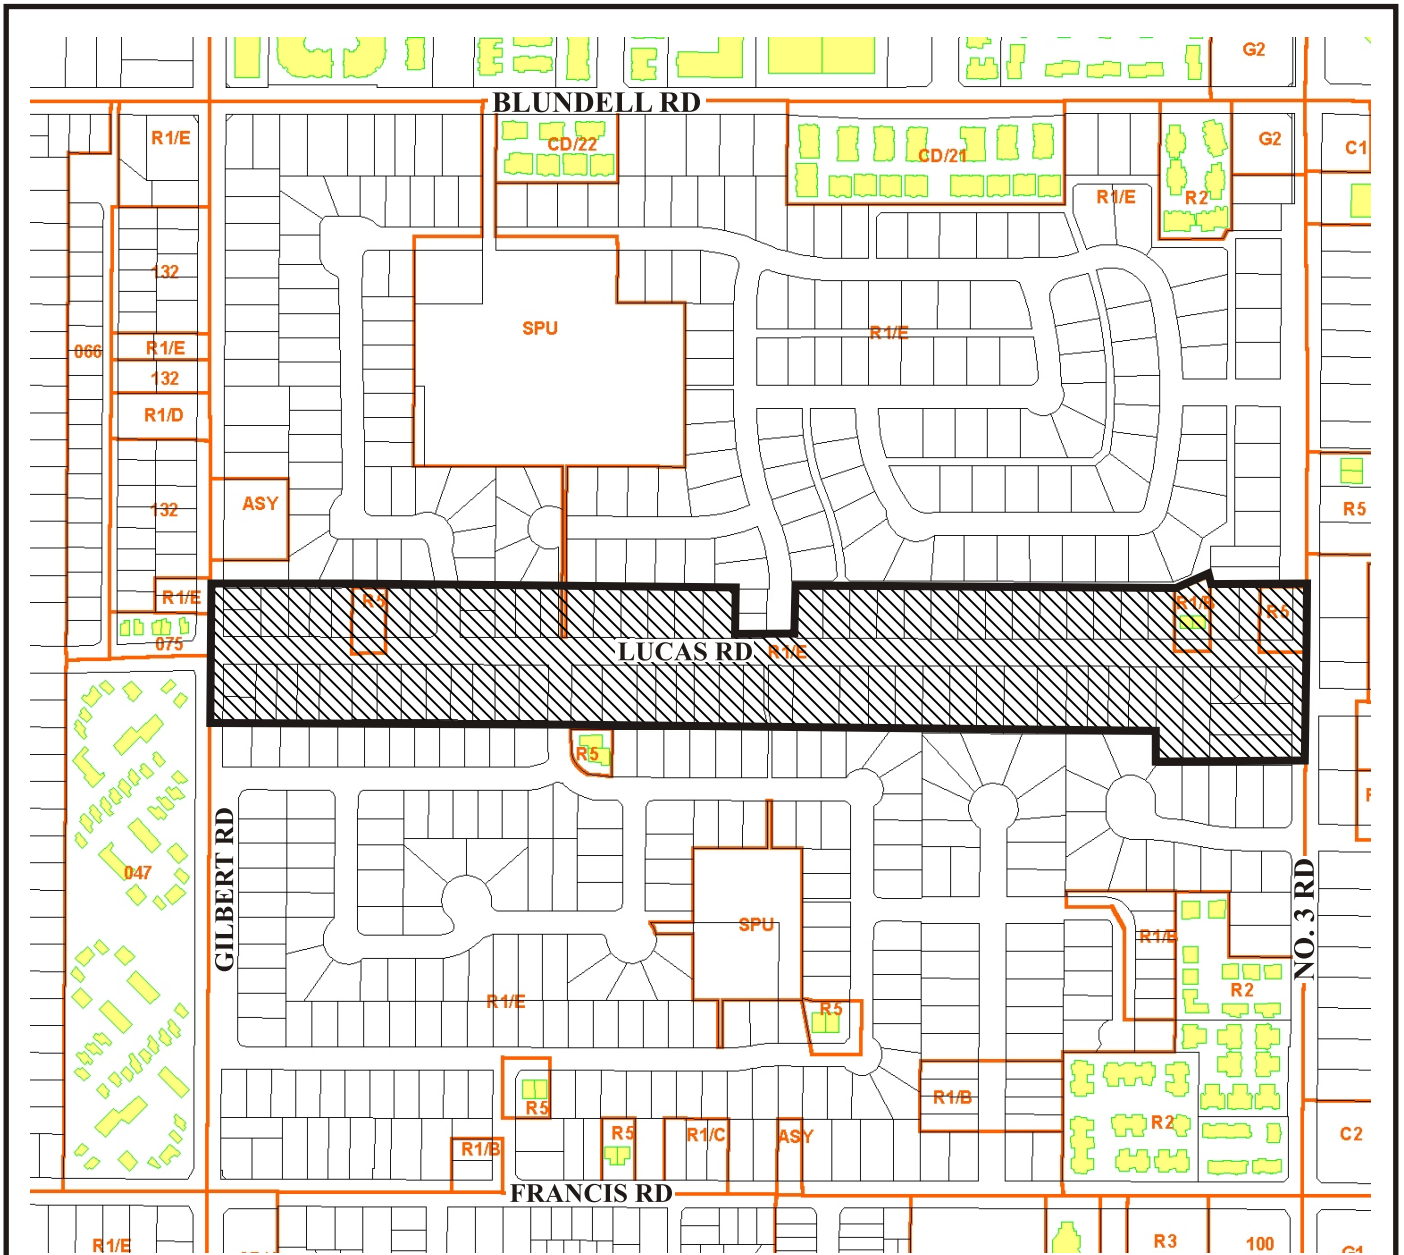 G2
BLUNDELL RD
R1/E
CD/22
CD/21
G2
C1
R1/E
R2
132
SPU
R1/E
066
R1/E
132
R1/D
132
ASY
R5
R1/E
R5
R1/B
R5
075
LUCAS RD
R1/E
R5
GILBERT RD
047
SPU
NO. 3 RD
R1/B
R2
R1/E
R5
R1/B
R5
R5
R1/C
ASY
R2
C2
R1/B
FRANCIS RD
R1/E
R3
100